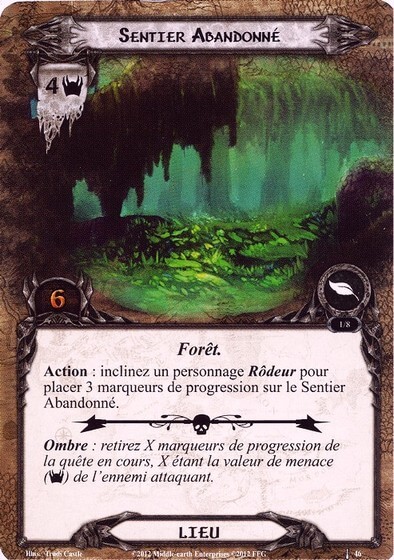 Sentier Abandonné
4
6
1/8
Forêt.
Action : inclinez un personnage Rôdeur pour
placer 3 marqueurs de progression sur le Sentier
Abandonné.
Ombre : retirez X marqueurs de progression de
la quête en cours, X étant la valeur de menace
( ) de l'ennemi attaquant.
Illus. Trudi Castle
©2012 Middle-earth Enterprises ©2012 FFG
46
LIEU